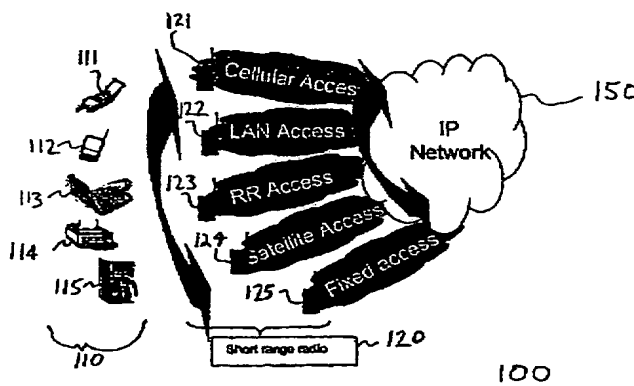 121
111
Cellular Access
150
122
LAN Access
IP
Network
112
123
RR Access
113
124
Satellite Access
114
115
125
Fixed access
110
Short range radio
120
100